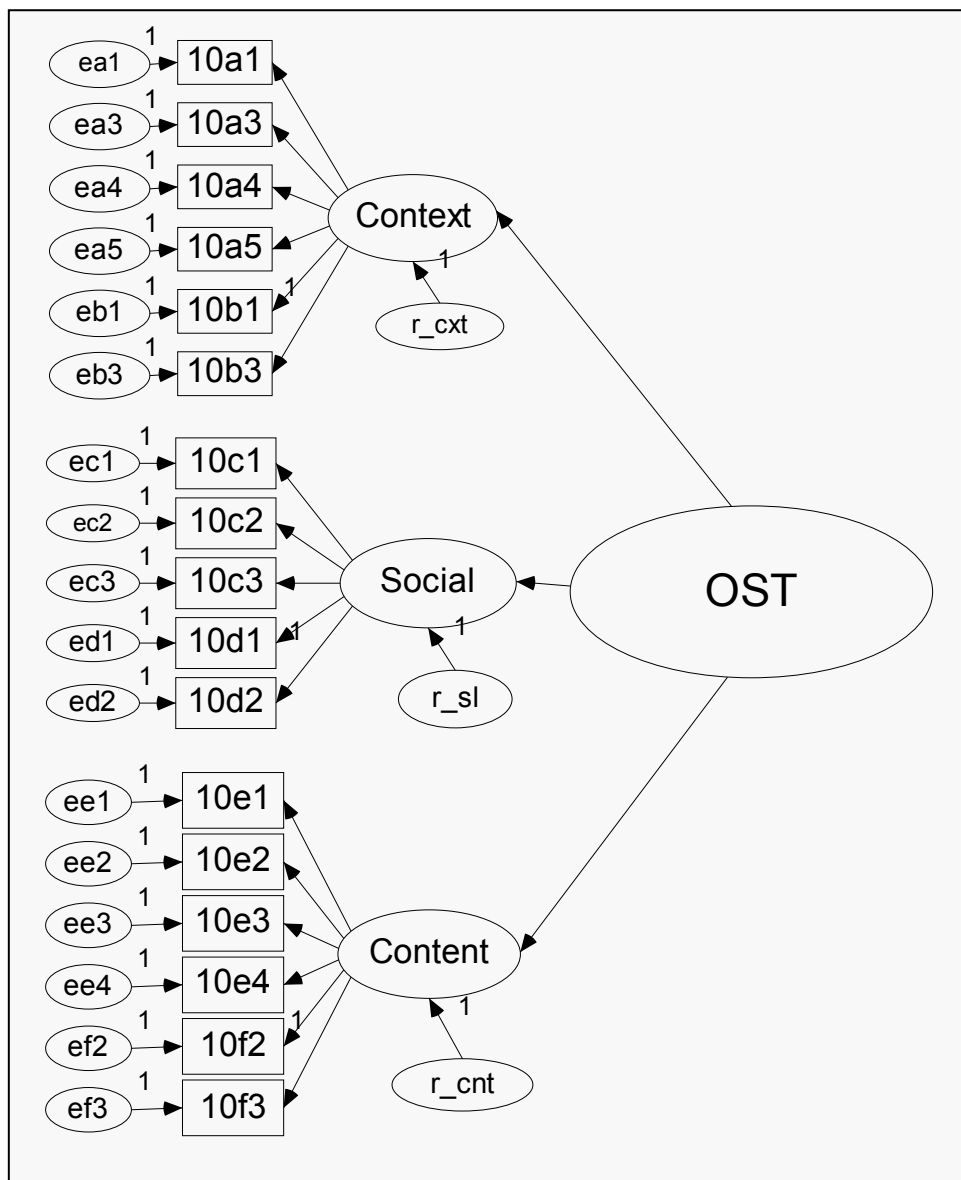 1
ea1 10a1
1
ea3 10a3
1
ea4 10a4
Context
1
ea5 10a5
1
1
eb1 10b1
1
r_cxt
1
eb3 10b3
1
ec1 10c1
1
ec2 10c2
1
ec3 10c3
Social
OST
1
ed1 10d1
1
1
ed2 10d2
1
r_sl
1
ee1 10e1
1
ee2 10e2
1
ee3 10e3
Content
1
ee4 10e4
1
1
ef2 10f2
1
r_cnt
1
ef3 10f3